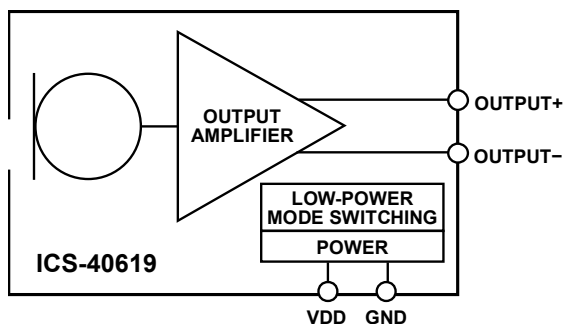 OUTPUT
AMPLIFIER
OUTPUT+
OUTPUT−
LOW-POWER
MODE SWITCHING
POWER
ICS-40619
VDD GND